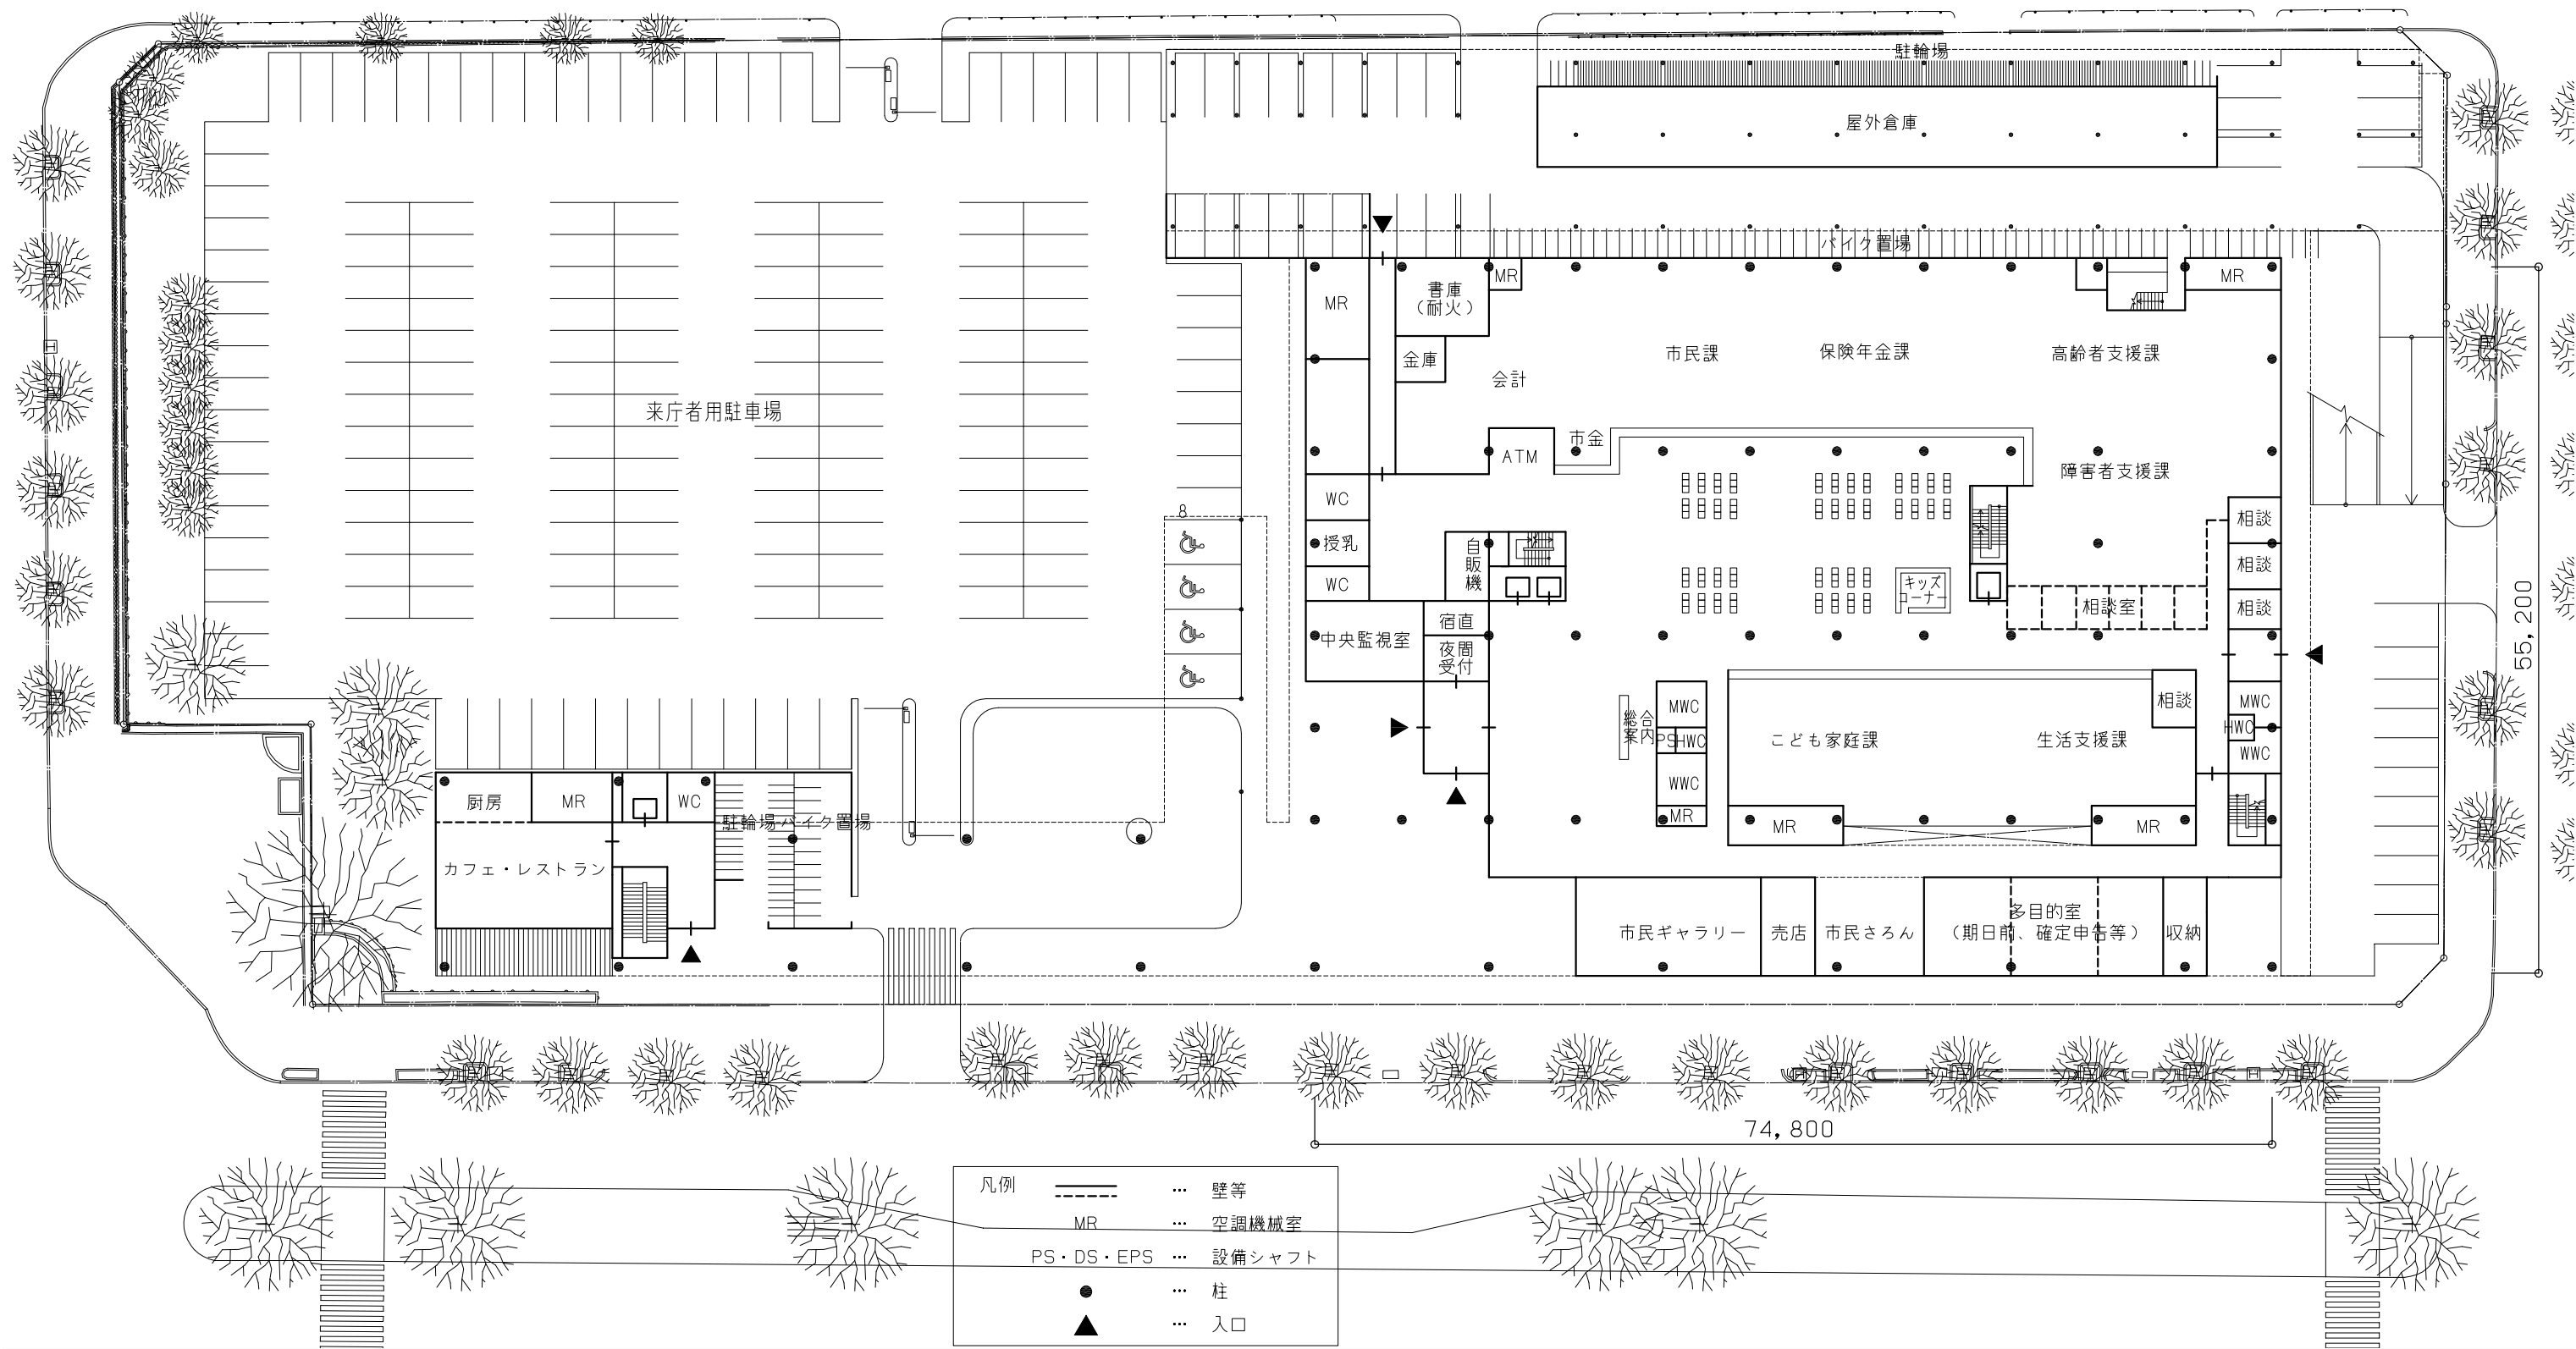 駐輪場
屋外倉庫
バイク置場
MR
書庫
(耐火)
MR
MR
金庫
会計
市民課
保険年金課
高齢者支援課
来庁者用駐車場
市金
ATM
障害者支援課
WC
8
相談
授乳
自販機
相談
WC
キッズ
コーナー
相談室
相談
宿直
中央監視室
夜間
受付
55,200
総合
案内
MWC
PS
HWC
WWC
MR
こども家庭課
生活支援課
相談
MWC
HWC
WWC
厨房
MR
WC
駐輪場・バイク置場
MR
MR
カフェ・レストラン
市民ギャラリー
売店
市民さろん
多目的室
(期日前、確定申告等)
収納
74,800
凡例
… 壁等
MR … 空調機械室
PS・DS・EPS … 設備シャフト
… 柱
… 入口